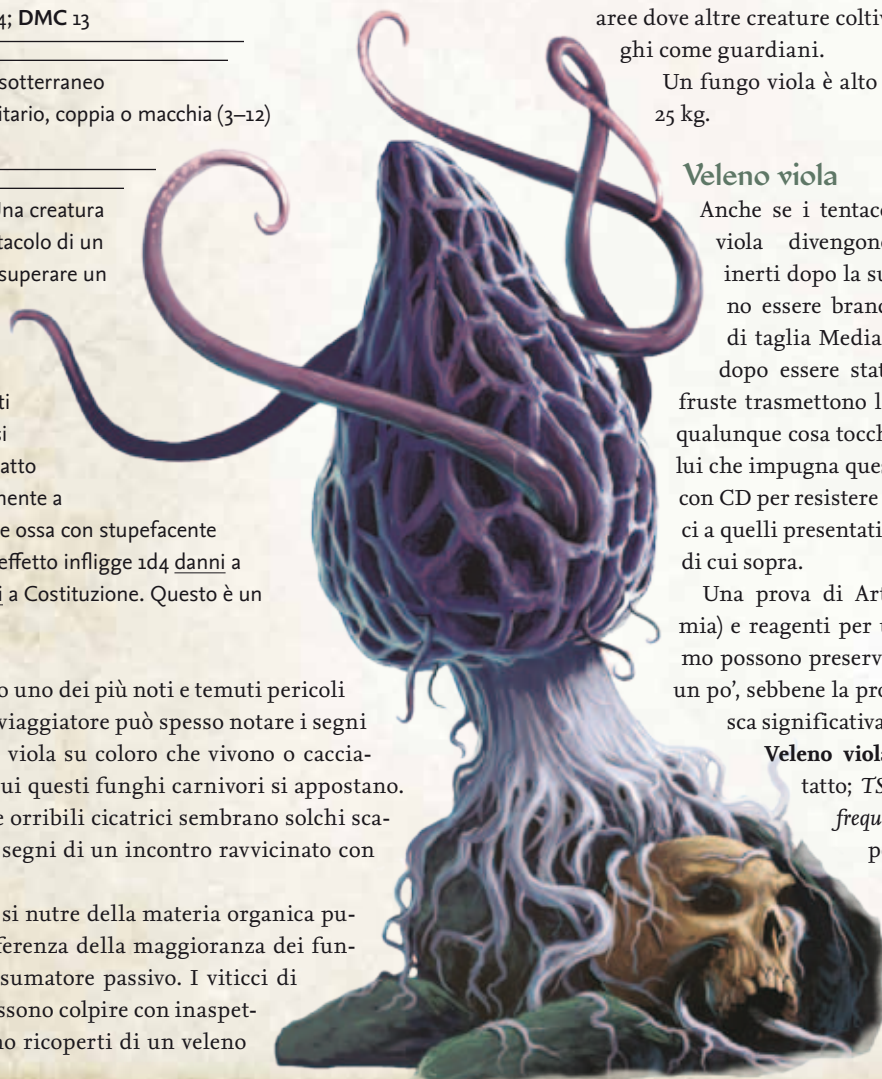 4; DMC 13
sotterraneo
itario, coppia o macchia (3–12)
Una creatura
tacolo di un
superare un
ti
si
atto
mente a
e ossa con stupefacente
effetto infligge 1d4 danni a
i a Costituzione. Questo è un
o uno dei più noti e temuti pericoli
viaggiatore può spesso notare i segni
viola su coloro che vivono o caccia-
ui questi funghi carnivori si appostano.
e orribili cicatrici sembrano solchi sca-
segni di un incontro ravvicinato con
si nutre della materia organica pu-
fferenza della maggioranza dei fun-
sumatore passivo. I viticci di
ssono colpire con inaspet-
no ricoperti di un veleno
aree dove altre creature coltiv
ghi come guardiani.
Un fungo viola è alto
25 kg.
Veleno viola
Anche se i tentaco
viola divengono
inerti dopo la su
no essere brand
di taglia Media
dopo essere stat
fruste trasmettono l
qualunque cosa tocch
lui che impugna ques
con CD per resistere
ci a quelli presentati
di cui sopra.
Una prova di Art
mia) e reagenti per u
mo possono preserv
un po', sebbene la pro
sca significativa
Veleno viola
tatto; TS
frequ
p